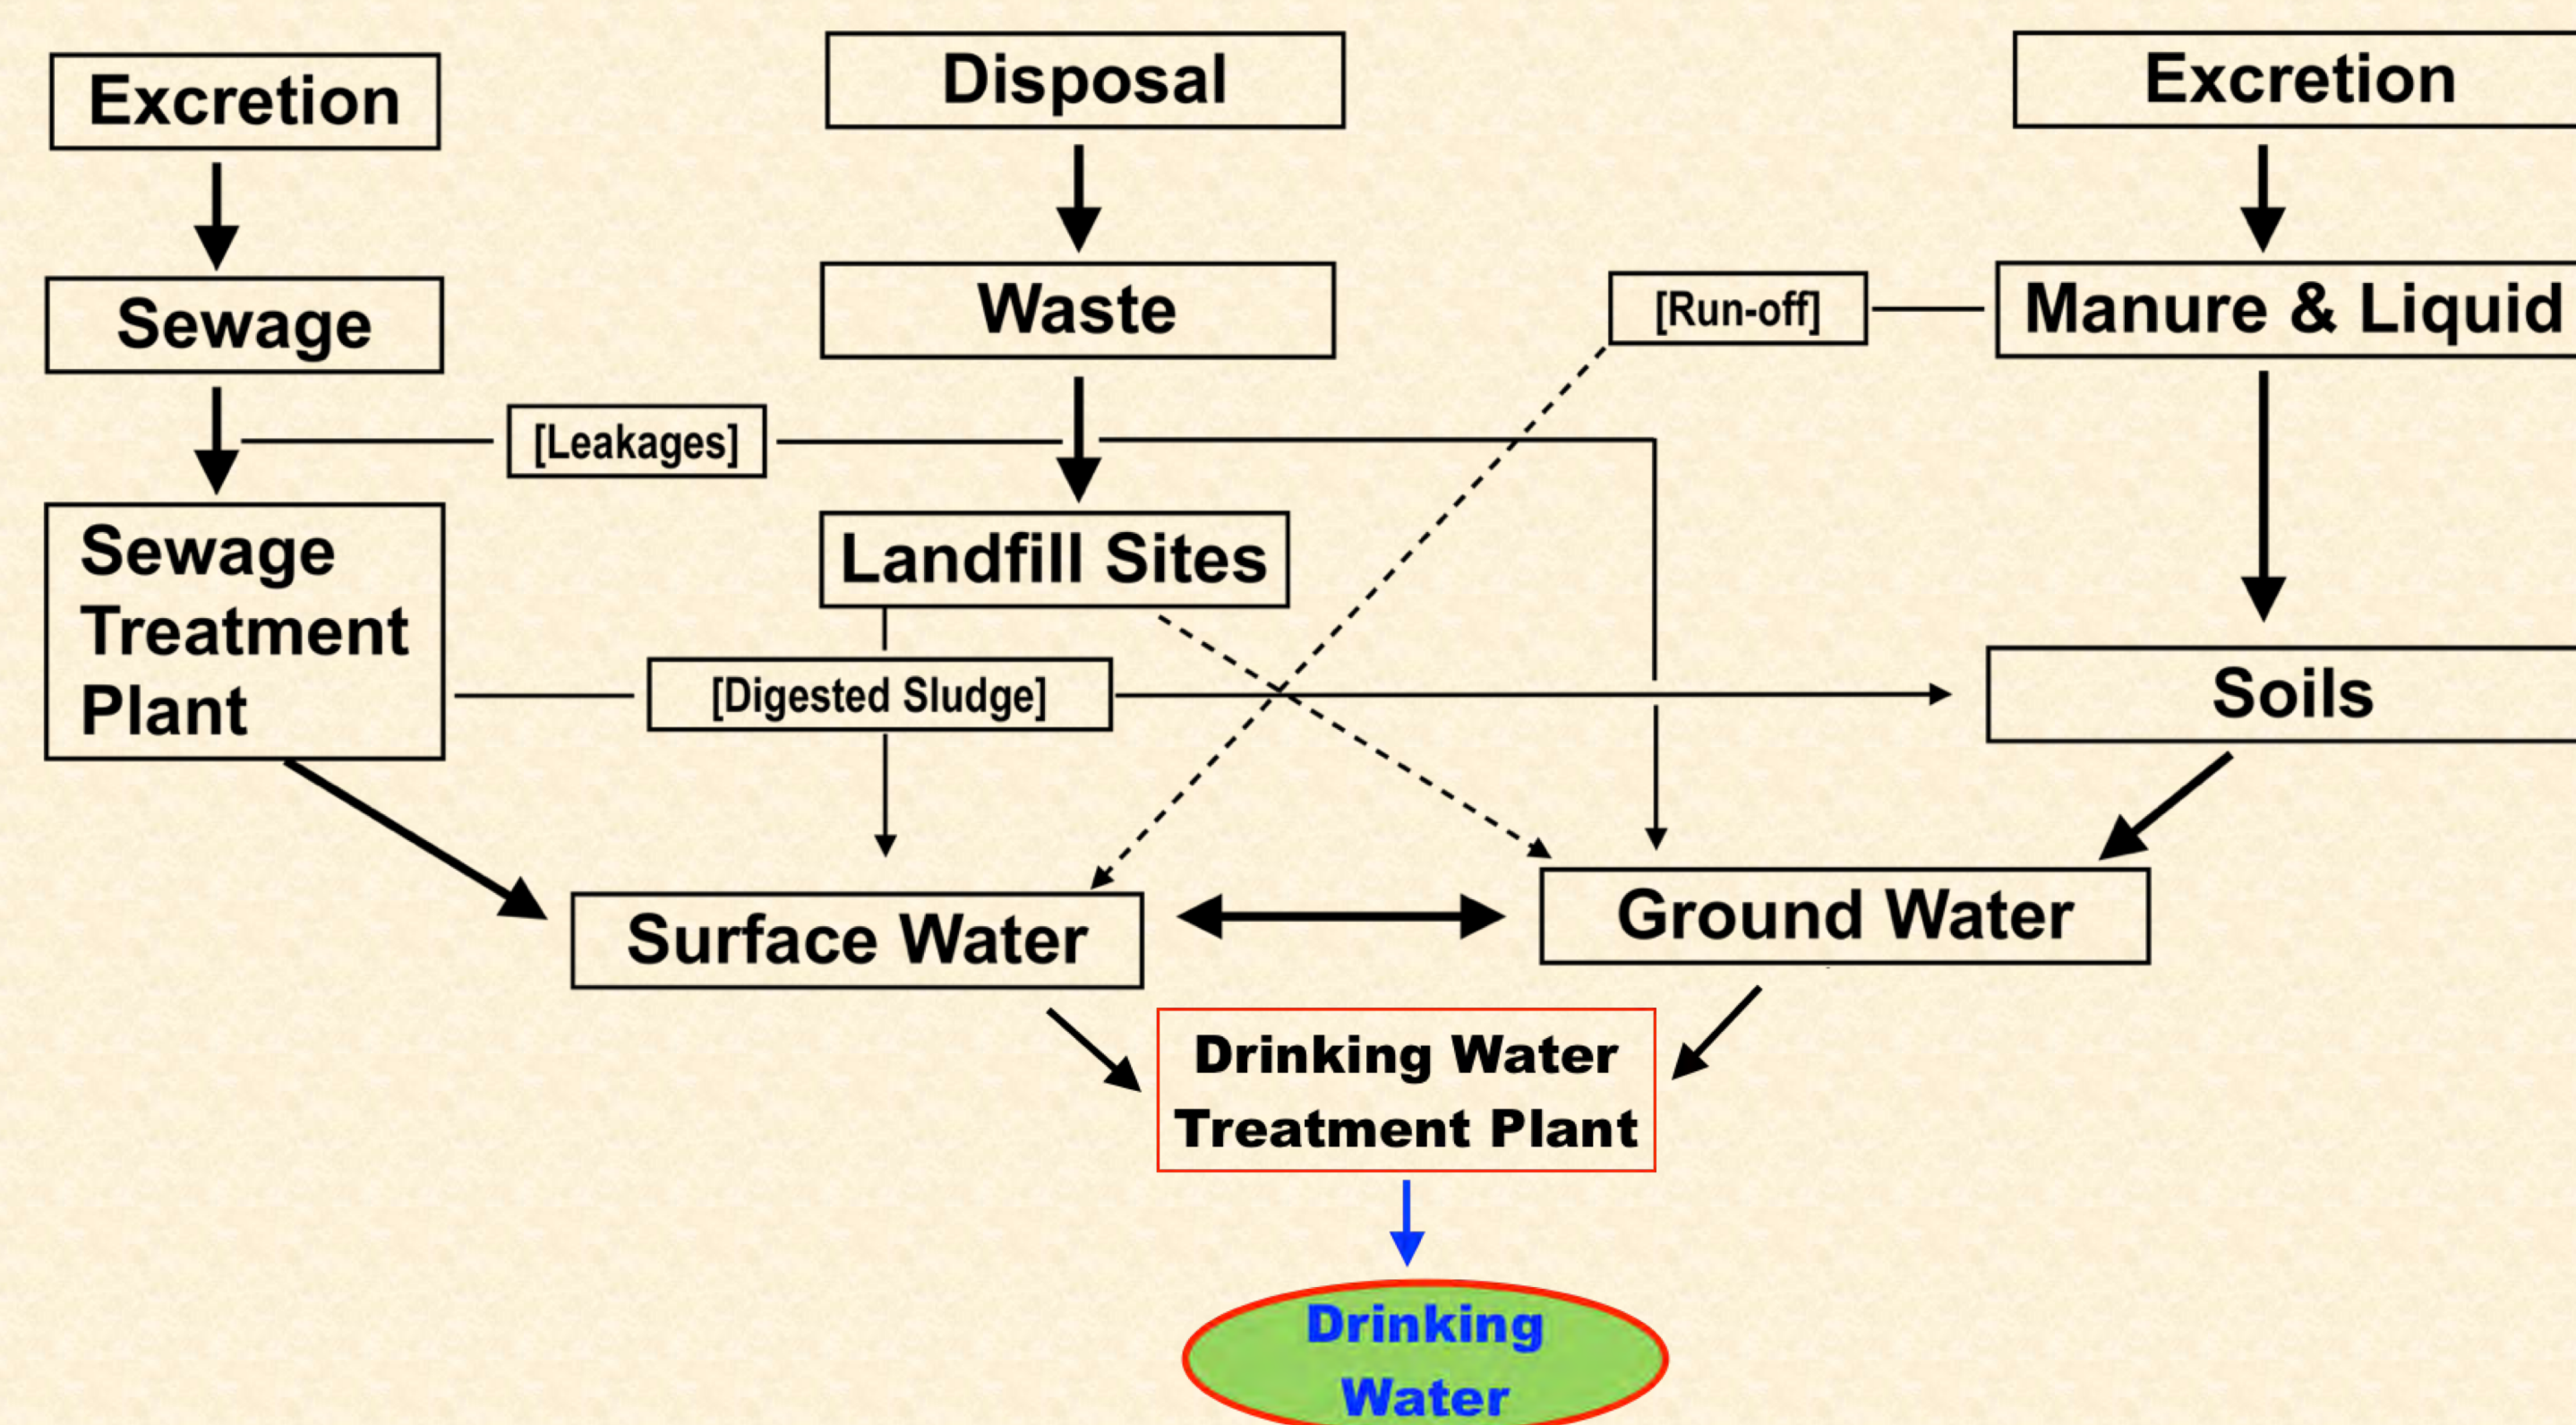 Excretion
Disposal
Excretion
Sewage
Waste
[Run-off]
Manure & Liquid
[Leakages]
Sewage
Treatment
Plant
Landfill Sites
[Digested Sludge]
Soils
Surface Water
Ground Water
Drinking Water
Treatment Plant
Drinking
Water